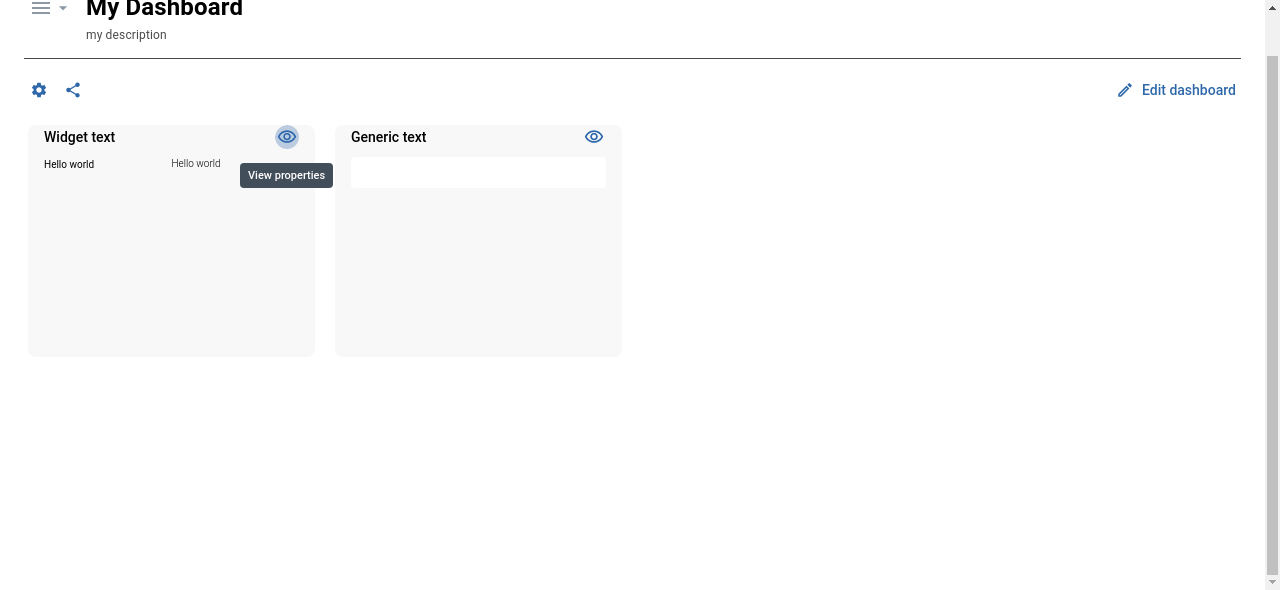 My Dashboard
my description
Edit dashboard
Widget text
Generic text
Hello world
Hello world
View properties